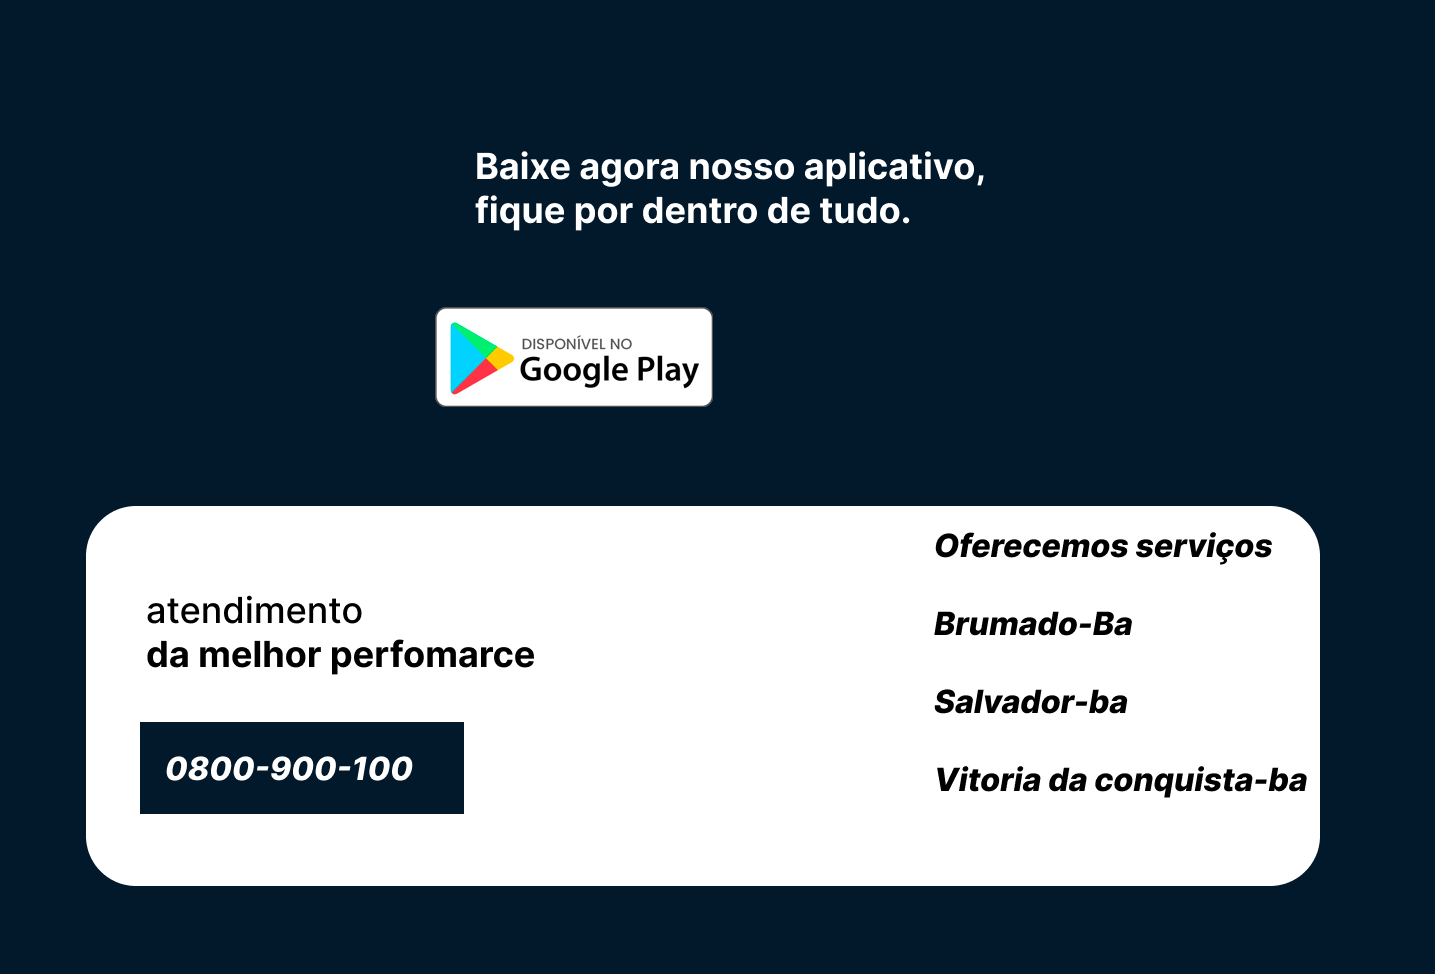 Baixe agora nosso aplicativo,
fique por dentro de tudo.
DISPONÍVEL NO
Google Play
atendimento
da melhor perfomarce
0800-900-100
Oferecemos serviços
Brumado-Ba
Salvador-ba
Vitoria da conquista-ba